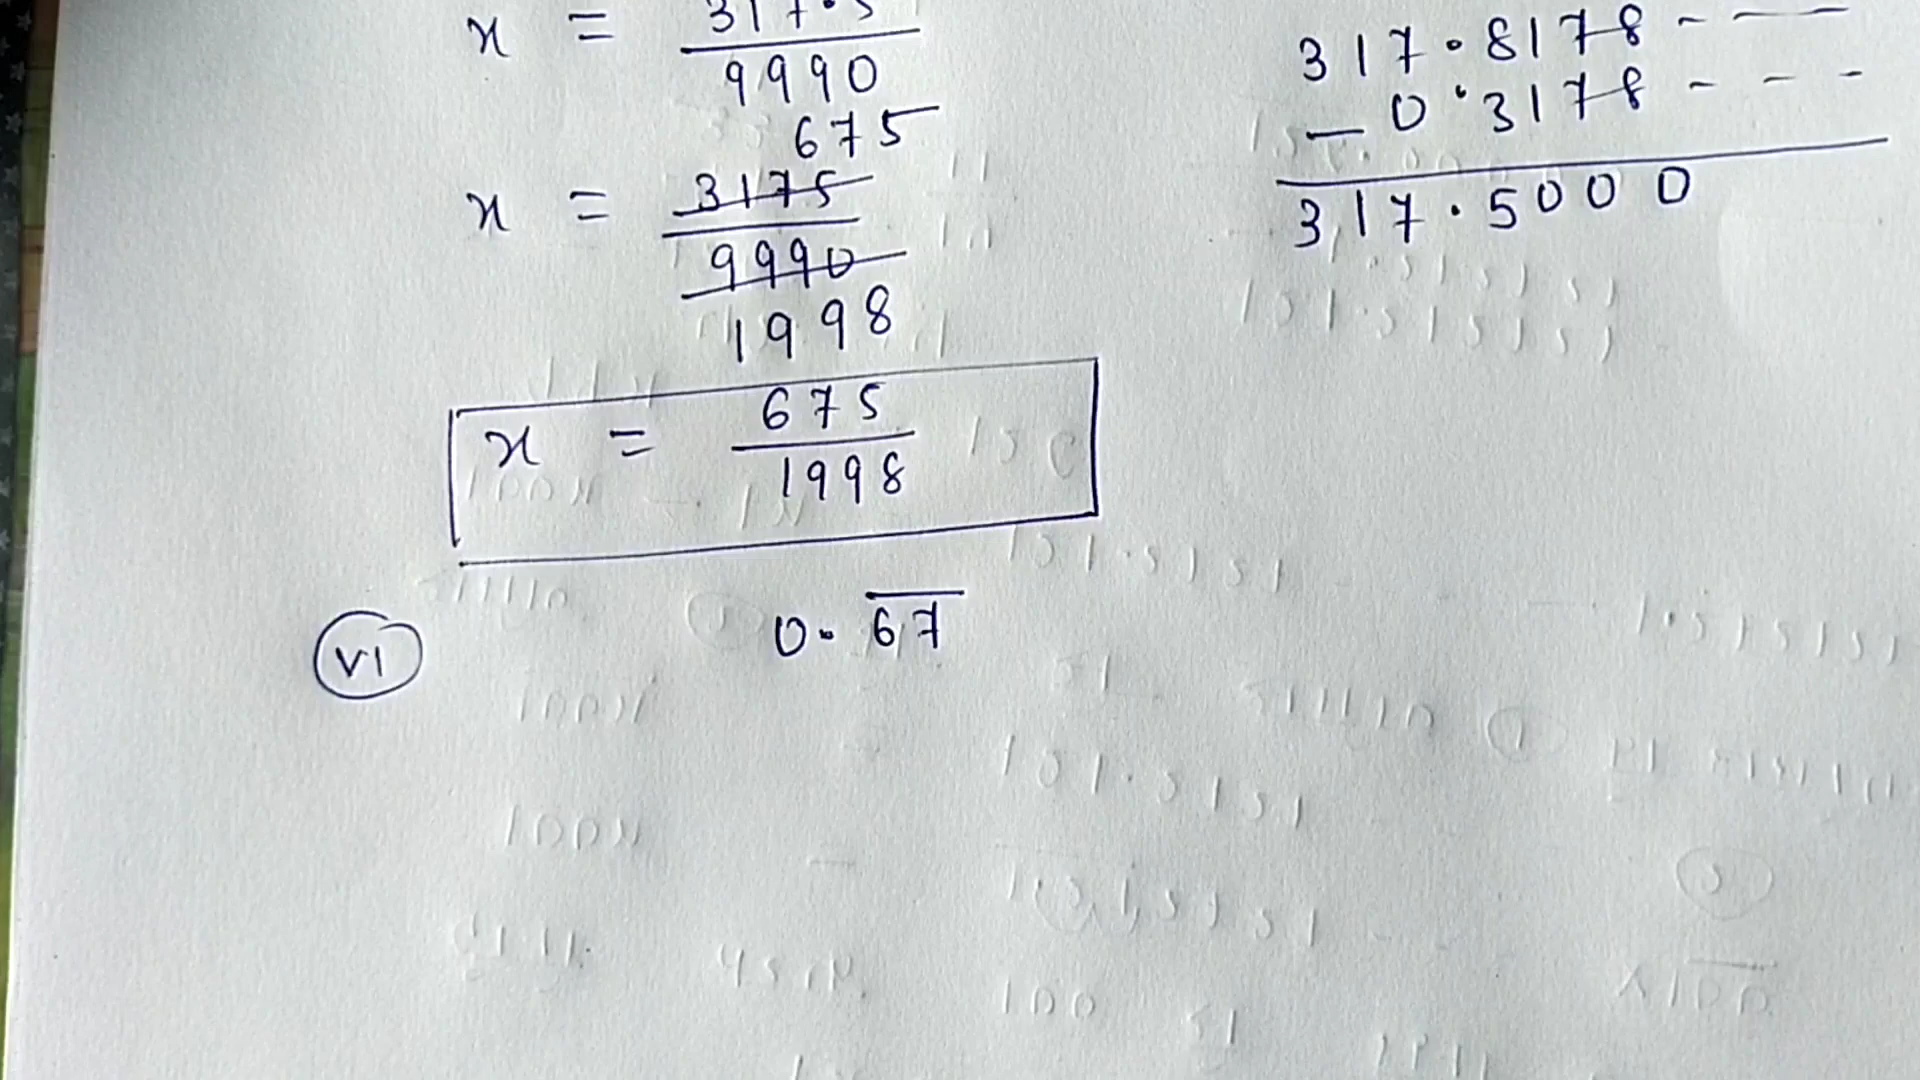 x = 317.5
9990
675
x = 3175
9990
1998
x = 675
1998
317.8178 - — —
— 0.3178 - - -
317.5000
VI 0.67